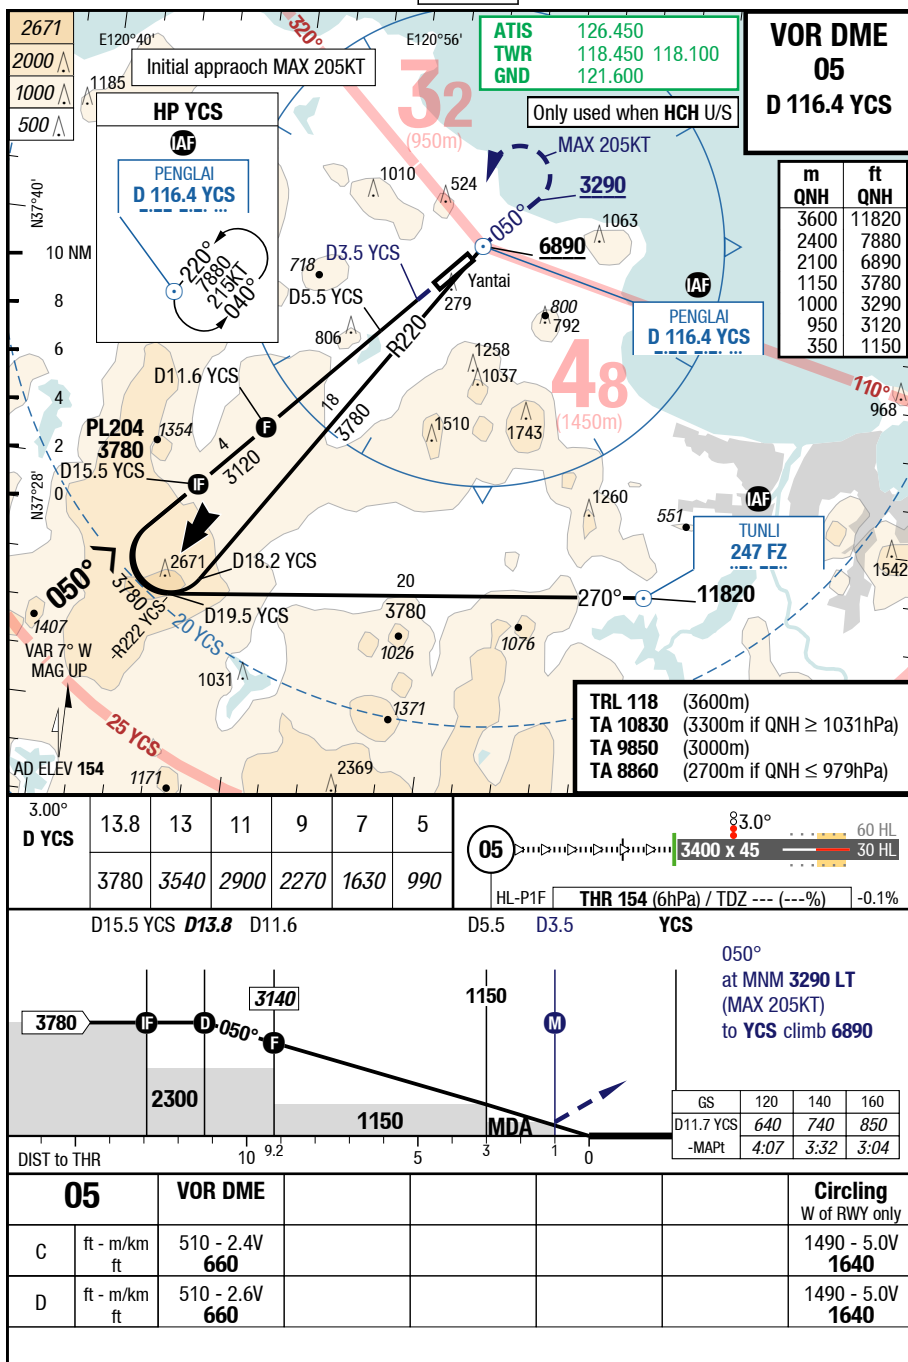 2671
2000
1000
500
E120°40'
E120°56'
320°
Initial appraoch MAX 205KT
ATIS 126.450
TWR 118.450 118.100
GND 121.600
VOR DME
05
D 116.4 YCS
Only used when HCH U/S
32
(950m)
1185
HP YCS
IAF
PENGLAI
D 116.4 YCS
220°
7880
215KT
040°
N37°40'
MAX 205KT
3290
050°
6890
1010
524
1063
m ft
QNH QNH
3600 11820
2400 7880
2100 6890
1150 3780
1000 3290
950 3120
350 1150
10 NM
8
6
4
2
0
N37°28'
D3.5 YCS
718
D5.5 YCS
806
Yantai
279
R220
800
792
IAF
PENGLAI
D 116.4 YCS
110°
968
D11.6 YCS
F
18
3780
1258
1037
48
(1450m)
1510
1743
PL204
3780
1354
4
3120
D15.5 YCS
IF
1260
551
IAF
TUNLI
247 FZ
1542
2671
D18.2 YCS
050°
3780
R222 YCS
D19.5 YCS
20 YCS
20
3780
270°
11820
1407
VAR 7° W
MAG UP
1031
1026
1076
1371
25 YCS
AD ELEV 154
1171
2369
TRL 118 (3600m)
TA 10830 (3300m if QNH ≥ 1031hPa)
TA 9850 (3000m)
TA 8860 (2700m if QNH ≤ 979hPa)
3.00°
D YCS 13.8 13 11 9 7 5
3780 3540 2900 2270 1630 990
05
3.0°
3400 x 45
60 HL
30 HL
HL-P1F
THR 154 (6hPa) / TDZ --- (---%)
-0.1%
D15.5 YCS D13.8 D11.6 D5.5 D3.5 YCS
050°
at MNM 3290 LT
(MAX 205KT)
to YCS climb 6890
3780
IF
D
050°
3140
F
1150
M
2300
1150
MDA
GS 120 140 160
D11.7 YCS 640 740 850
-MAPt 4:07 3:32 3:04
DIST to THR 10 9.2 5 3 1 0
05 VOR DME Circling
W of RWY only
C ft - m/km 510 - 2.4V 1490 - 5.0V
ft 660 1640
D ft - m/km 510 - 2.6V 1490 - 5.0V
ft 660 1640